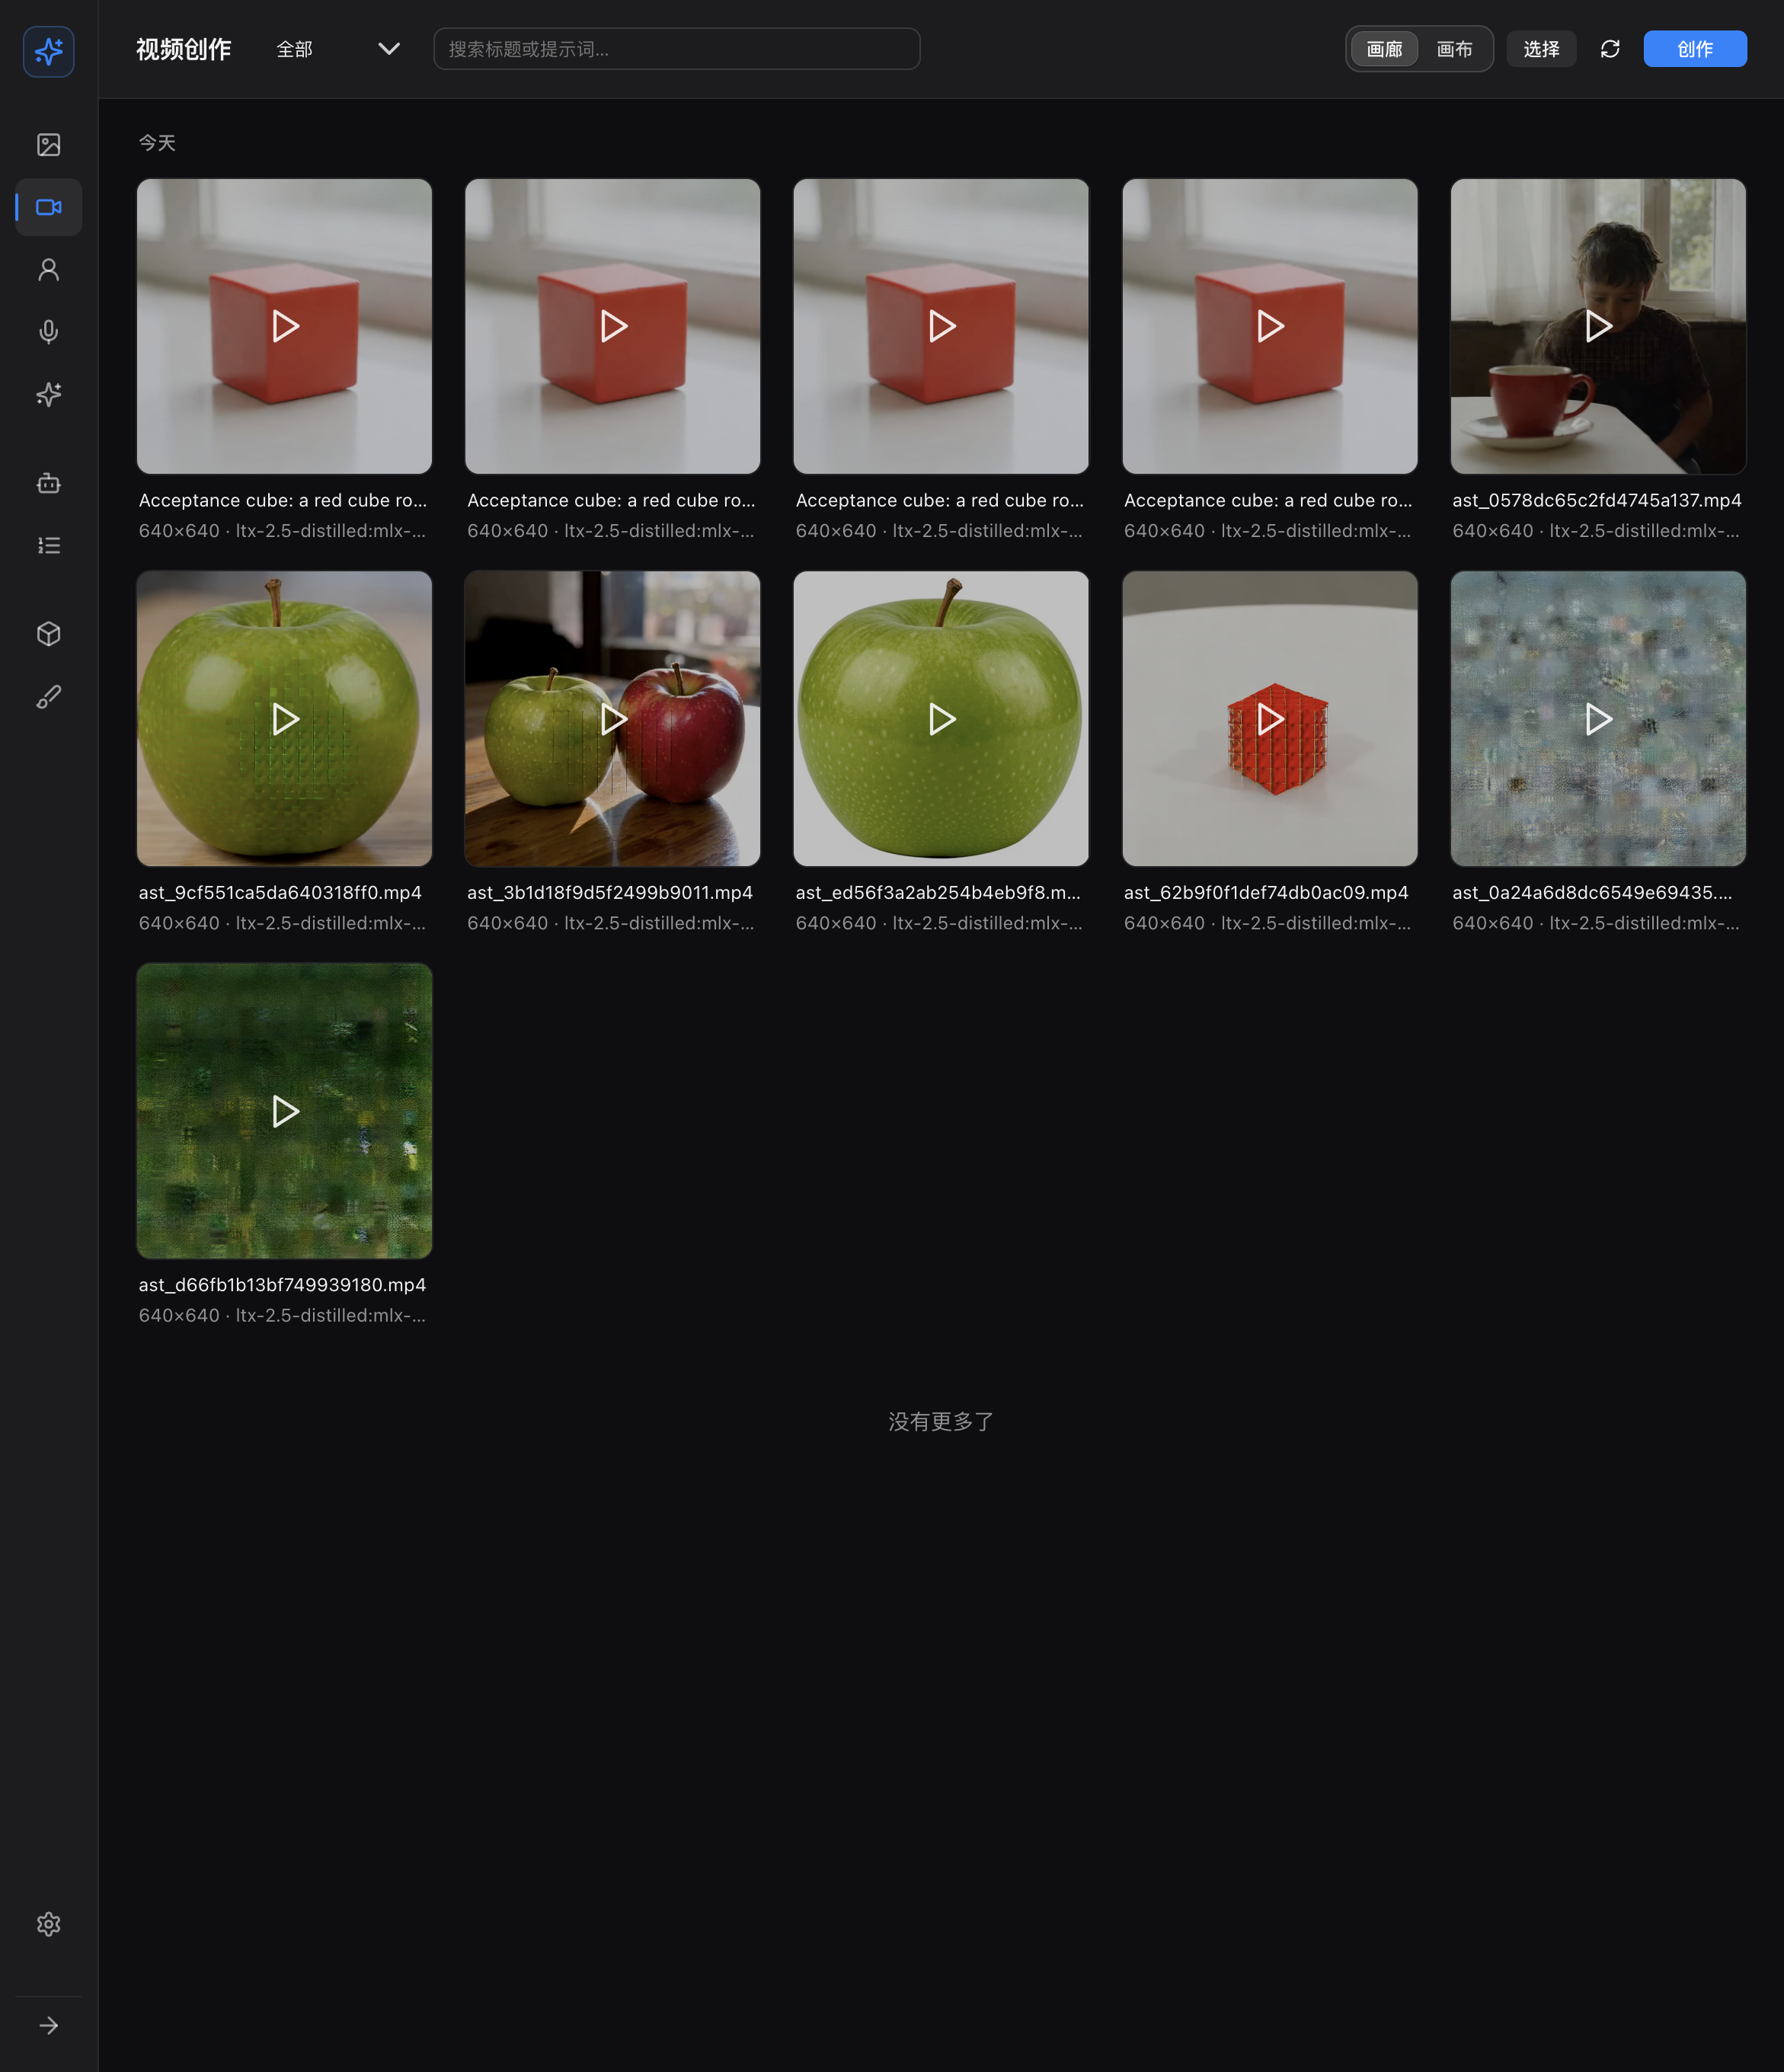 视频创作 全部 搜索标题或提示词... 画廊 画布 选择 创作
今天
Acceptance cube: a red cube ro... Acceptance cube: a red cube ro... Acceptance cube: a red cube ro... Acceptance cube: a red cube ro... ast_0578dc65c2fd4745a137.mp4
640×640 · ltx-2.5-distilled:mlx-... 640×640 · ltx-2.5-distilled:mlx-... 640×640 · ltx-2.5-distilled:mlx-... 640×640 · ltx-2.5-distilled:mlx-... 640×640 · ltx-2.5-distilled:mlx-...
ast_9cf551ca5da640318ff0.mp4 ast_3b1d18f9d5f2499b9011.mp4 ast_ed56f3a2ab254b4eb9f8.m... ast_62b9f0f1def74db0ac09.mp4 ast_0a24a6d8dc6549e69435....
640×640 · ltx-2.5-distilled:mlx-... 640×640 · ltx-2.5-distilled:mlx-... 640×640 · ltx-2.5-distilled:mlx-... 640×640 · ltx-2.5-distilled:mlx-... 640×640 · ltx-2.5-distilled:mlx-...
ast_d66fb1b13bf749939180.mp4
640×640 · ltx-2.5-distilled:mlx-...
没有更多了